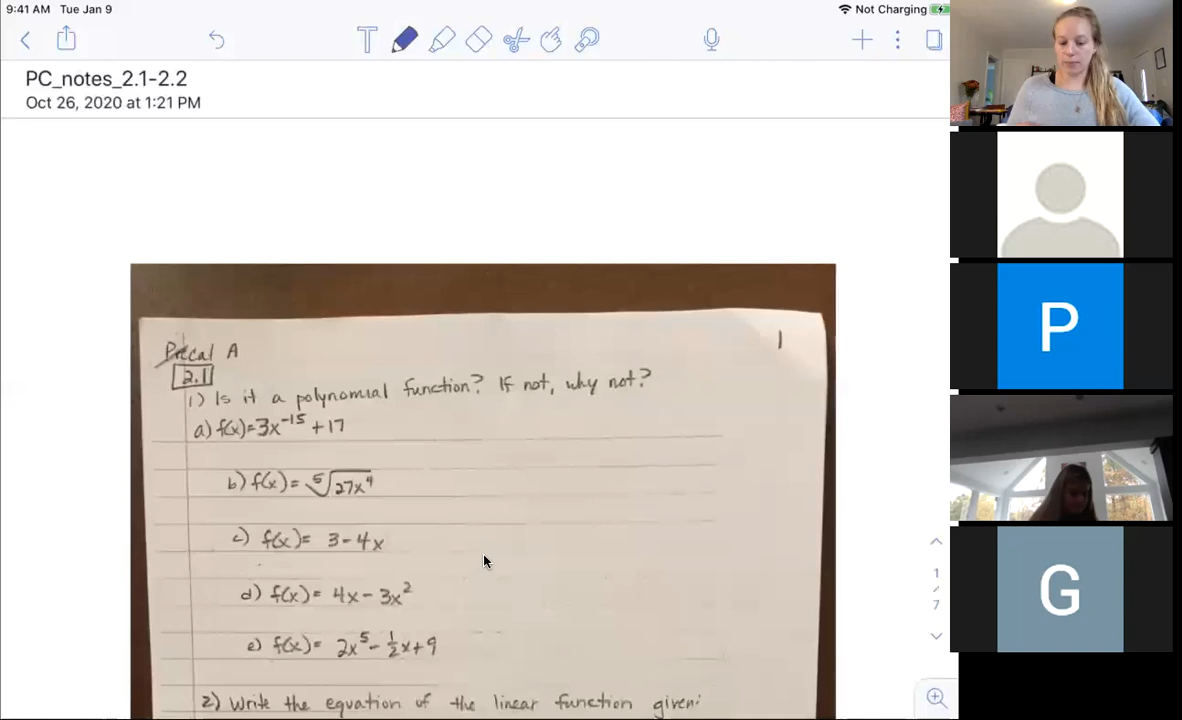 9:41 AM Tue Jan 9
Not Charging
T
PC_notes_2.1-2.2
Oct 26, 2020 at 1:21 PM
Precal A
1
2.1
1) Is it a polynomial function? If not, why not?
a) f(x)=3x⁻¹⁵ + 17
b) f(x) = ⁵√27x⁴
c) f(x) = 3 - 4x
d) f(x) = 4x - 3x²
e) f(x) = 2x⁵ - ½x + 9
2) Write the equation of the linear function given:
1
/
7
P
G